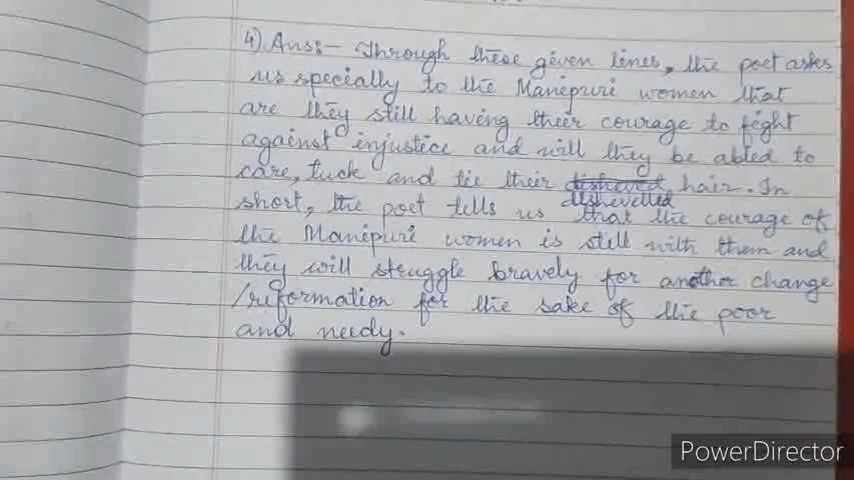 4) Ans:- Through these given lines, the poet asks
us specially to the Manipuri women that
are they still having their courage to fight
against injustice and will they be abled to
care, tuck and tie their dishevelled hair. In
short, the poet tells us that the courage of
the Manipuri women is still with them and
they will struggle bravely for another change
/reformation for the sake of the poor
and needy.
PowerDirector